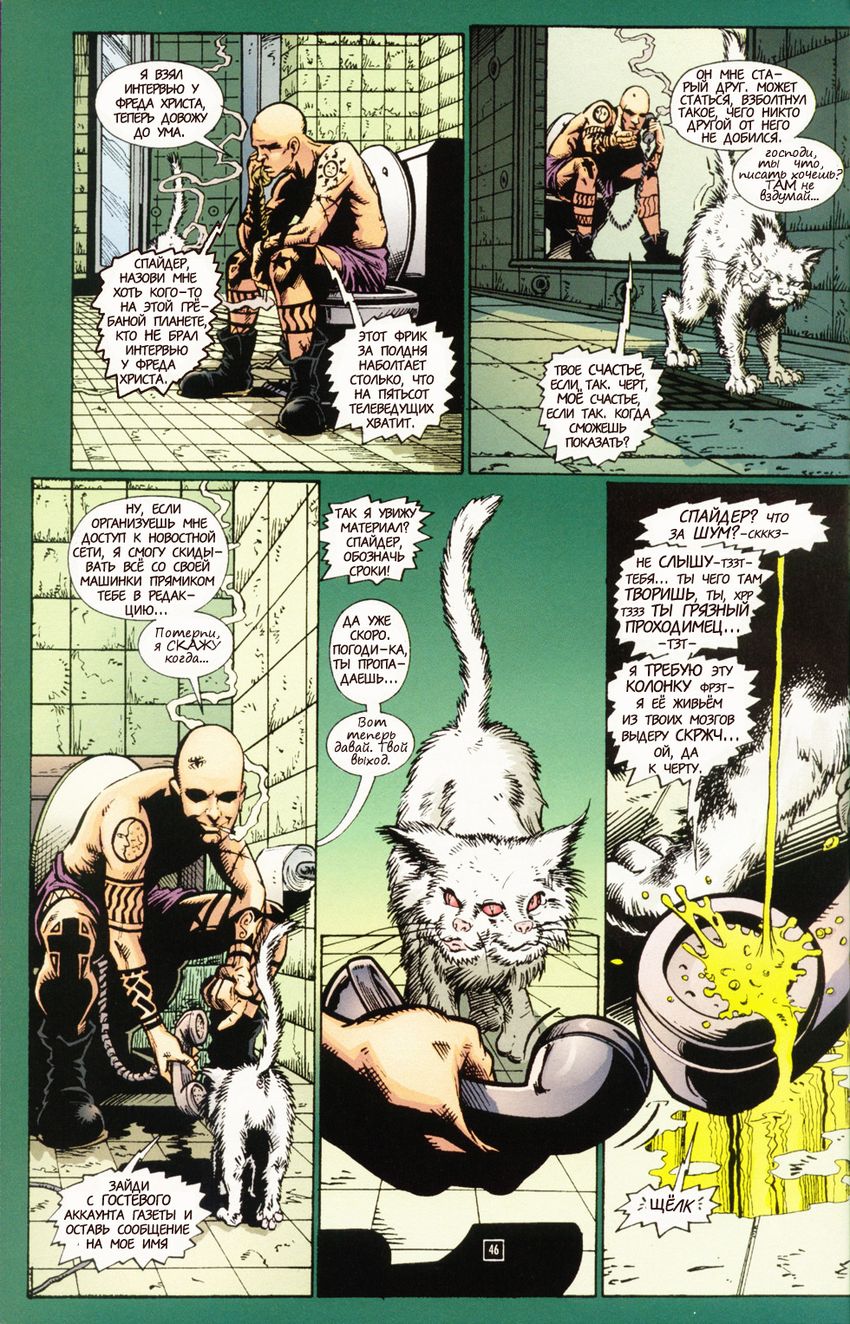 Я ВЗЯЛ
ИНТЕРВЬЮ У
ФРЕДА ХРИСТА,
ТЕПЕРЬ ДОВОЖУ
ДО УМА.
СПАЙДЕР,
НАЗОВИ МНЕ
ХОТЬ КОГО-ТО
НА ЭТОЙ ГРЁ-
БАНОЙ ПЛАНЕТЕ,
КТО НЕ БРАЛ
ИНТЕРВЬЮ
У ФРЕДА
ХРИСТА.
ЭТОТ ФРИК
ЗА ПОЛДНЯ
НАБОЛТАЕТ
СТОЛЬКО, ЧТО
НА ПЯТЬСОТ
ТЕЛЕВЕДУЩИХ
ХВАТИТ.
ОН МНЕ СТА-
РЫЙ ДРУГ. МОЖЕТ
СТАТЬСЯ, ВЗБОЛТНУЛ
ТАКОЕ, ЧЕГО НИКТО
ДРУГОЙ ОТ НЕГО
НЕ ДОБИЛСЯ.
господи,
ты что,
писать хочешь?
ТАМ не
вздумай...
ТВОЕ СЧАСТЬЕ,
ЕСЛИ ТАК. ЧЕРТ,
МОЁ СЧАСТЬЕ,
ЕСЛИ ТАК. КОГДА
СМОЖЕШЬ
ПОКАЗАТЬ?
НУ, ЕСЛИ
ОРГАНИЗУЕШЬ МНЕ
ДОСТУП К НОВОСТНОЙ
СЕТИ, Я СМОГУ СКИДЫ-
ВАТЬ ВСЁ СО СВОЕЙ
МАШИНКИ ПРЯМИКОМ
ТЕБЕ В РЕДАК-
ЦИЮ...
Потерпи,
я СКАЖУ
когда...
ЗАЙДИ
С ГОСТЕВОГО
АККАУНТА ГАЗЕТЫ И
ОСТАВЬ СООБЩЕНИЕ
НА МОЕ ИМЯ
ТАК Я УВИЖУ
МАТЕРИАЛ?
СПАЙДЕР,
ОБОЗНАЧЬ
СРОКИ!
ДА УЖЕ
СКОРО.
ПОГОДИ-КА,
ТЫ ПРОПА-
ДАЕШЬ...
Вот
теперь
давай. Твой
выход.
СПАЙДЕР? ЧТО
ЗА ШУМ?-СКККЗ-
НЕ СЛЫШУ-ТЗЗТ-
ТЕБЯ... ТЫ ЧЕГО ТАМ
ТВОРИШЬ, ТЫ, ХРР
ТЗЗЗ ТЫ ГРЯЗНЫЙ
ПРОХОДИМЕЦ...
-ТЗТ-
Я ТРЕБУЮ ЭТУ
КОЛОНКУ ФРЗТ-
Я ЕЁ ЖИВЬЁМ
ИЗ ТВОИХ МОЗГОВ
ВЫДЕРУ СКРЖЧ...
ОЙ, ДА
К ЧЕРТУ.
ЩЁЛК
46